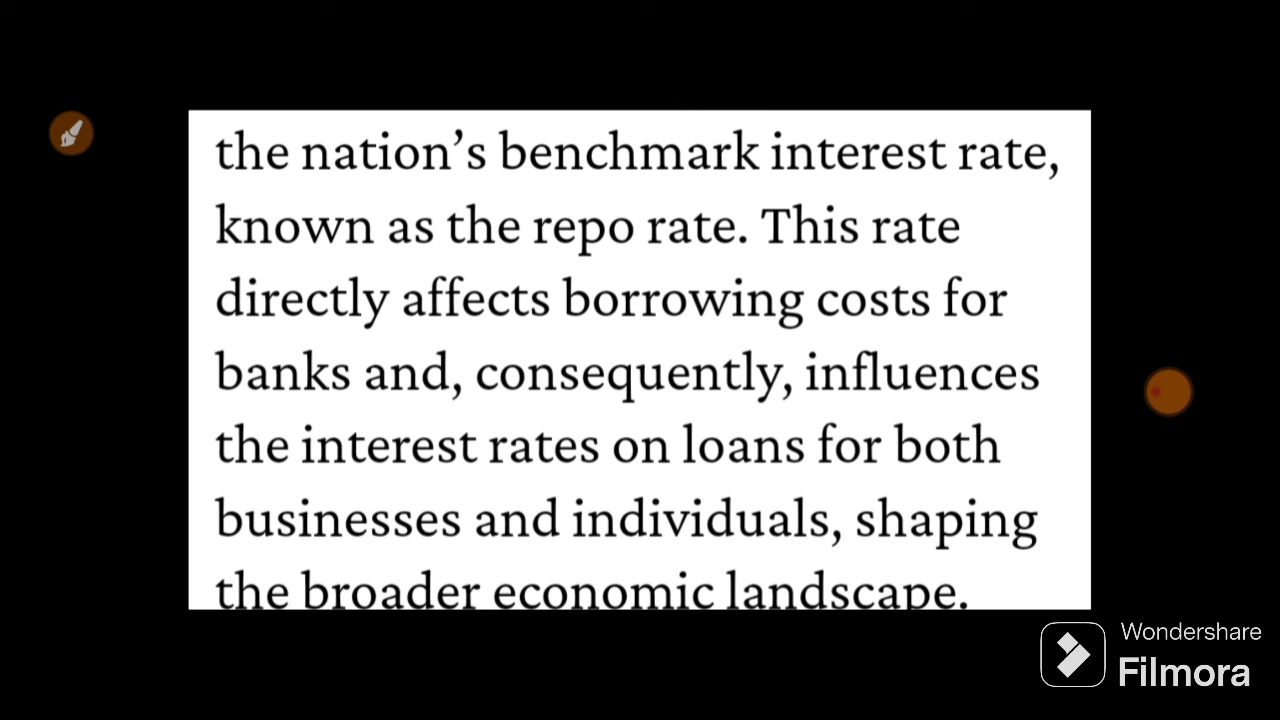 the nation’s benchmark interest rate,
known as the repo rate. This rate
directly affects borrowing costs for
banks and, consequently, influences
the interest rates on loans for both
businesses and individuals, shaping
the broader economic landscape.
Wondershare
Filmora